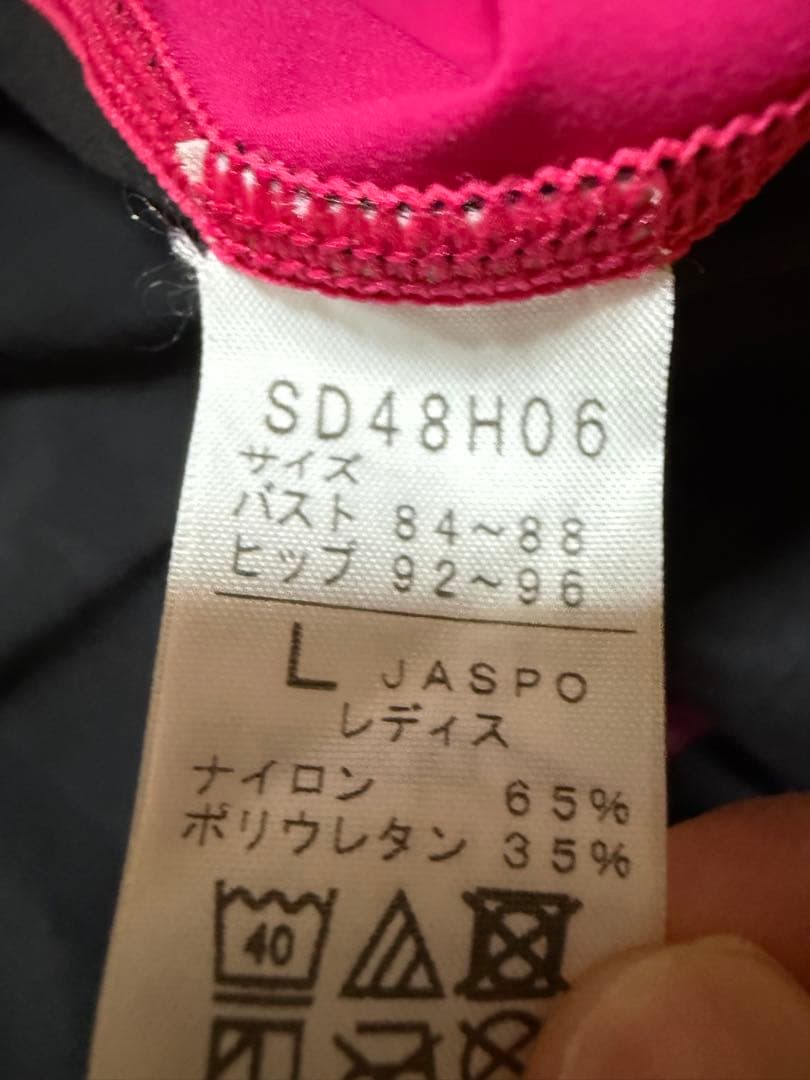 SD48H06
サイズ
バスト 84～88
ヒップ 92～96
L JASPO
レディス
ナイロン 65%
ポリウレタン 35%
40